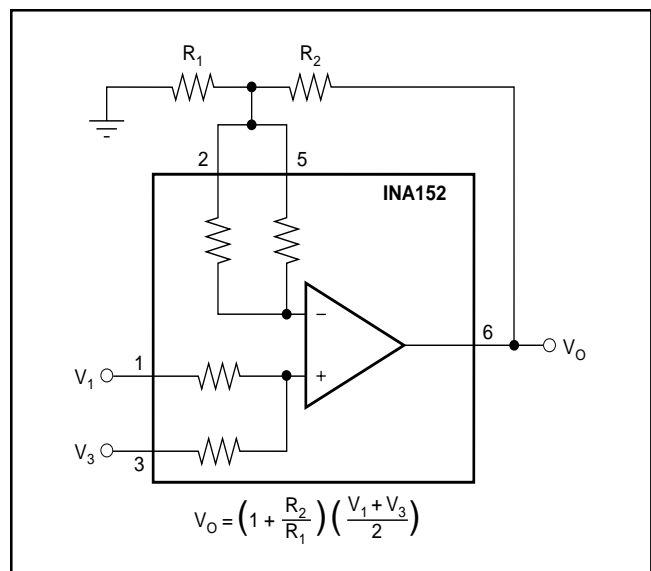 R1 R2
2 5
INA152
−
6
VO
1
V1
+
V3
3
VO = (1 + R2/R1) (V1 + V3/2)